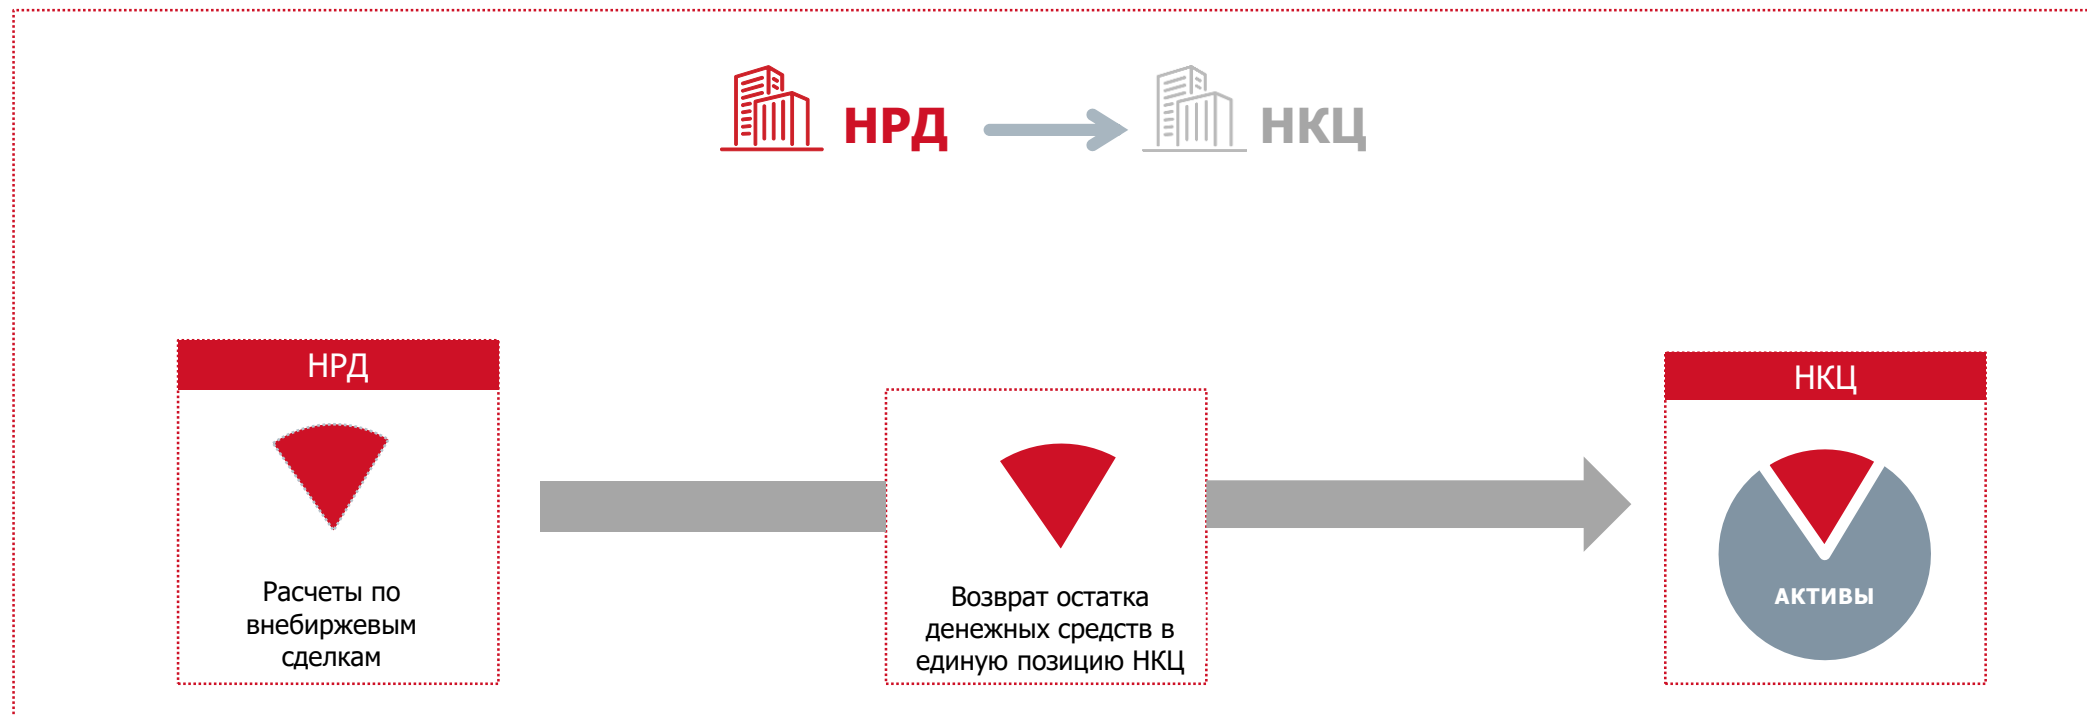 НРД
НКЦ
НРД
Расчеты по
внебиржевым
сделкам
Возврат остатка
денежных средств в
единую позицию НКЦ
НКЦ
АКТИВЫ